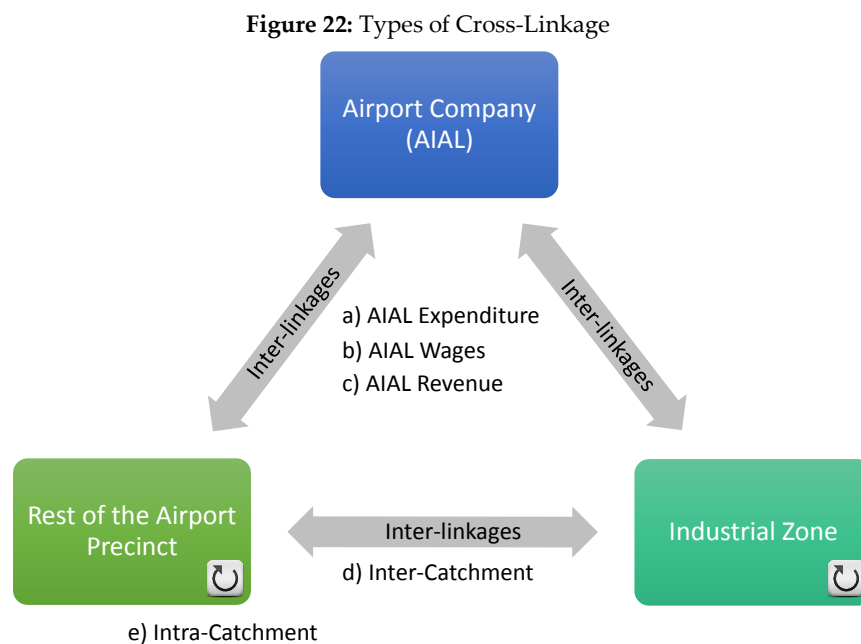 Figure 22: Types of Cross-Linkage
Airport Company
(AIAL)
Inter-linkages
Inter-linkages
a) AIAL Expenditure
b) AIAL Wages
c) AIAL Revenue
Rest of the Airport
Precinct
Inter-linkages
d) Inter-Catchment
Industrial Zone
e) Intra-Catchment